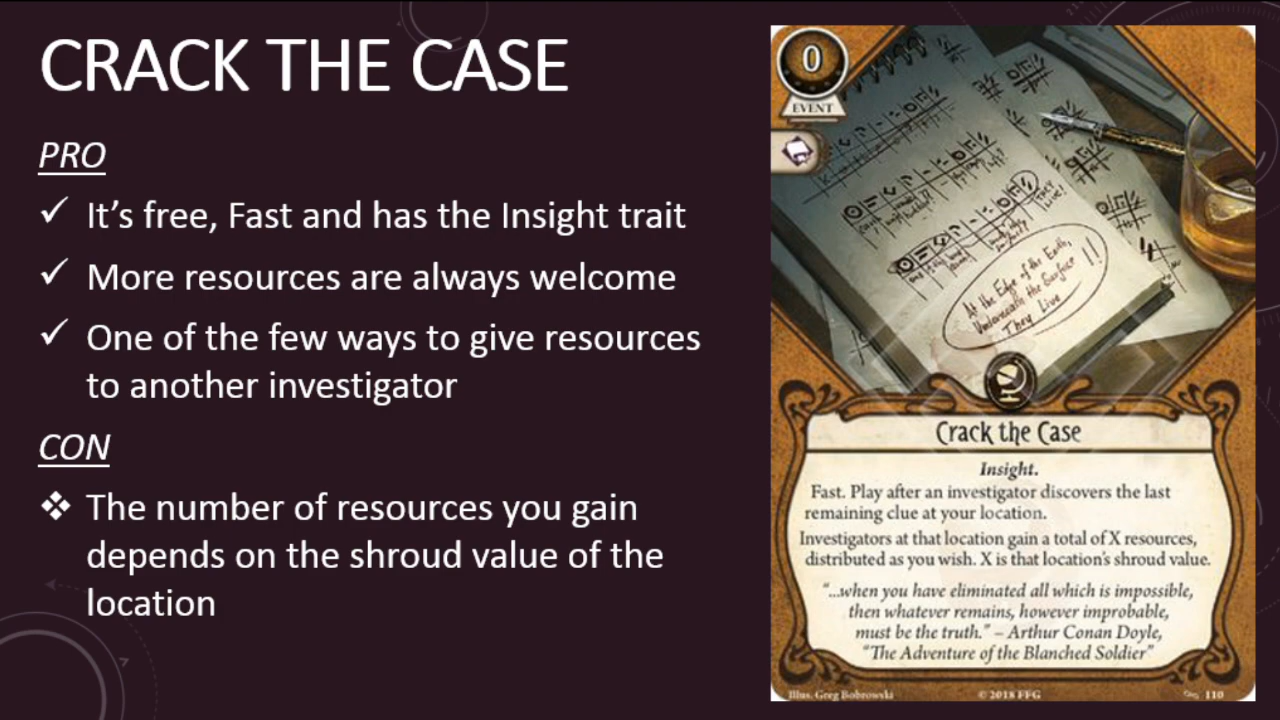 CRACK THE CASE
PRO
✓ It's free, Fast and has the Insight trait
✓ More resources are always welcome
✓ One of the few ways to give resources
to another investigator
CON
❖ The number of resources you gain
depends on the shroud value of the
location
0
EVENT
At the Edge of the Earth,
Underneath the Surface
They Live
!!
Crack the Case
Insight.
Fast. Play after an investigator discovers the last
remaining clue at your location.
Investigators at that location gain a total of X resources,
distributed as you wish. X is that location's shroud value.
"...when you have eliminated all which is impossible,
then whatever remains, however improbable,
must be the truth." – Arthur Conan Doyle,
"The Adventure of the Blanched Soldier"
Illus. Greg Bobrowski
© 2018 FFG
110